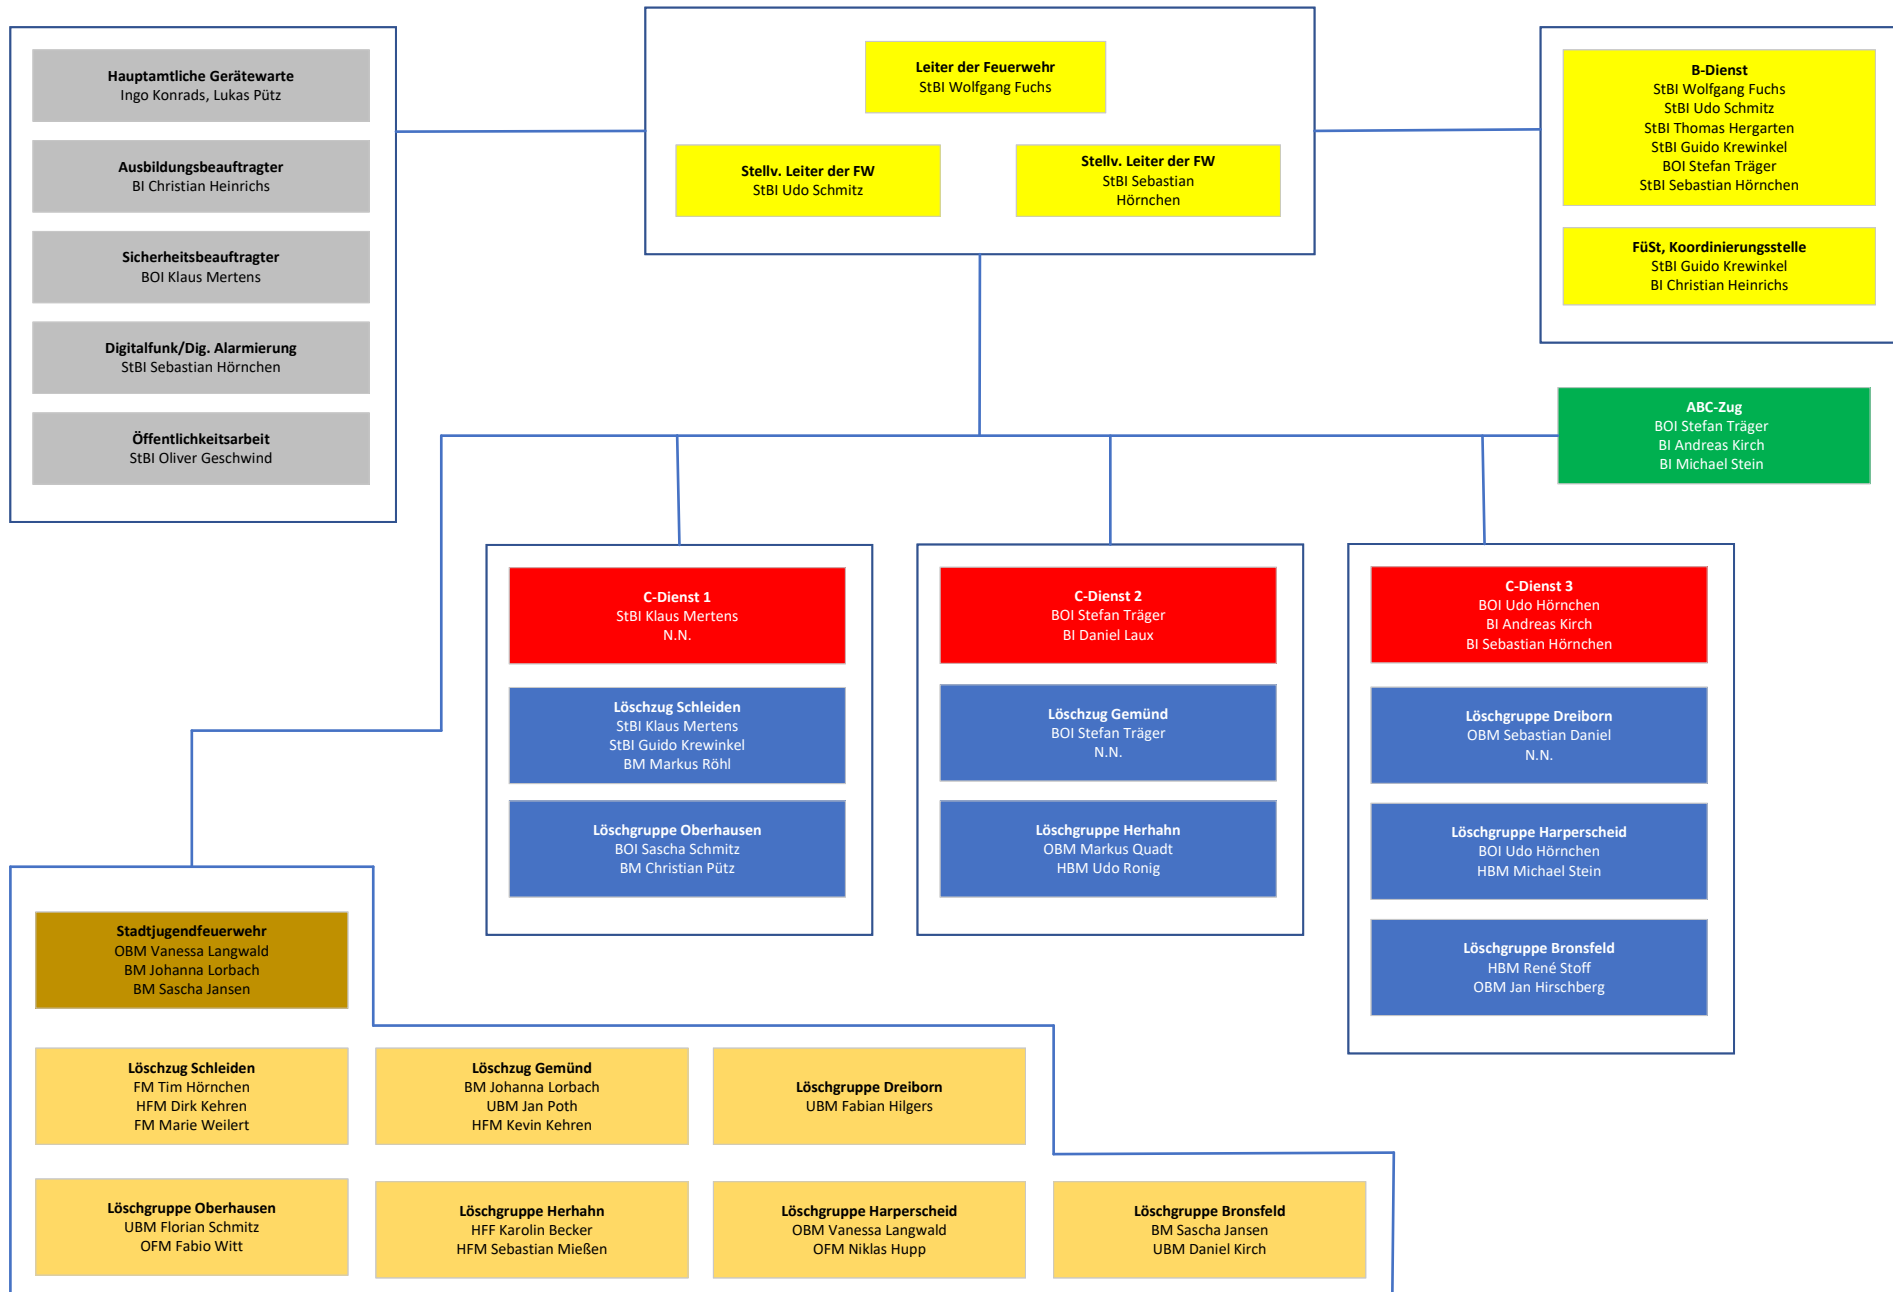 Hauptamtliche Gerätewarte
Ingo Konrads, Lukas Pütz
Ausbildungsbeauftragter
BI Christian Heinrichs
Sicherheitsbeauftragter
BOI Klaus Mertens
Digitalfunk/Dig. Alarmierung
StBI Sebastian Hörnchen
Öffentlichkeitsarbeit
StBI Oliver Geschwind
Leiter der Feuerwehr
StBI Wolfgang Fuchs
Stellv. Leiter der FW
StBI Udo Schmitz
Stellv. Leiter der FW
StBI Sebastian
Hörnchen
B-Dienst
StBI Wolfgang Fuchs
StBI Udo Schmitz
StBI Thomas Hergarten
StBI Guido Krewinkel
BOI Stefan Träger
StBI Sebastian Hörnchen
FüSt, Koordinierungsstelle
StBI Guido Krewinkel
BI Christian Heinrichs
ABC-Zug
BOI Stefan Träger
BI Andreas Kirch
BI Michael Stein
C-Dienst 1
StBI Klaus Mertens
N.N.
Löschzug Schleiden
StBI Klaus Mertens
StBI Guido Krewinkel
BM Markus Röhl
Löschgruppe Oberhausen
BOI Sascha Schmitz
BM Christian Pütz
C-Dienst 2
BOI Stefan Träger
BI Daniel Laux
Löschzug Gemünd
BOI Stefan Träger
N.N.
Löschgruppe Herhahn
OBM Markus Quadt
HBM Udo Ronig
C-Dienst 3
BOI Udo Hörnchen
BI Andreas Kirch
BI Sebastian Hörnchen
Löschgruppe Dreiborn
OBM Sebastian Daniel
N.N.
Löschgruppe Harperscheid
BOI Udo Hörnchen
HBM Michael Stein
Löschgruppe Bronsfeld
HBM René Stoff
OBM Jan Hirschberg
Stadtjugendfeuerwehr
OBM Vanessa Langwald
BM Johanna Lorbach
BM Sascha Jansen
Löschzug Schleiden
FM Tim Hörnchen
HFM Dirk Kehren
FM Marie Weilert
Löschzug Gemünd
BM Johanna Lorbach
UBM Jan Poth
HFM Kevin Kehren
Löschgruppe Dreiborn
UBM Fabian Hilgers
Löschgruppe Oberhausen
UBM Florian Schmitz
OFM Fabio Witt
Löschgruppe Herhahn
HFF Karolin Becker
HFM Sebastian Mießen
Löschgruppe Harperscheid
OBM Vanessa Langwald
OFM Niklas Hupp
Löschgruppe Bronsfeld
BM Sascha Jansen
UBM Daniel Kirch